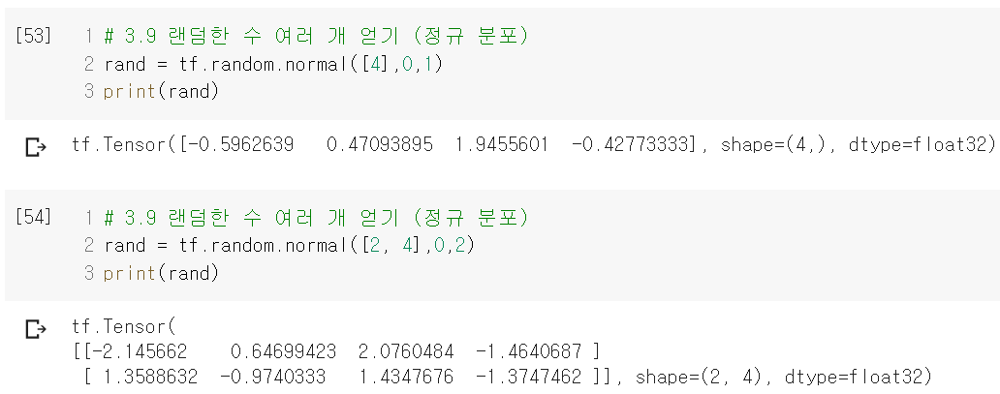 [53] 1 # 3.9 랜덤한 수 여러 개 얻기 (정규 분포)
2 rand = tf.random.normal([4],0,1)
3 print(rand)
tf.Tensor([-0.5962639   0.47093895  1.9455601  -0.42773333], shape=(4,), dtype=float32)
[54] 1 # 3.9 랜덤한 수 여러 개 얻기 (정규 분포)
2 rand = tf.random.normal([2, 4],0,2)
3 print(rand)
tf.Tensor(
[[-2.145662    0.64699423  2.0760484  -1.4640687 ]
 [ 1.3588632  -0.9740333   1.4347676  -1.3747462 ]], shape=(2, 4), dtype=float32)